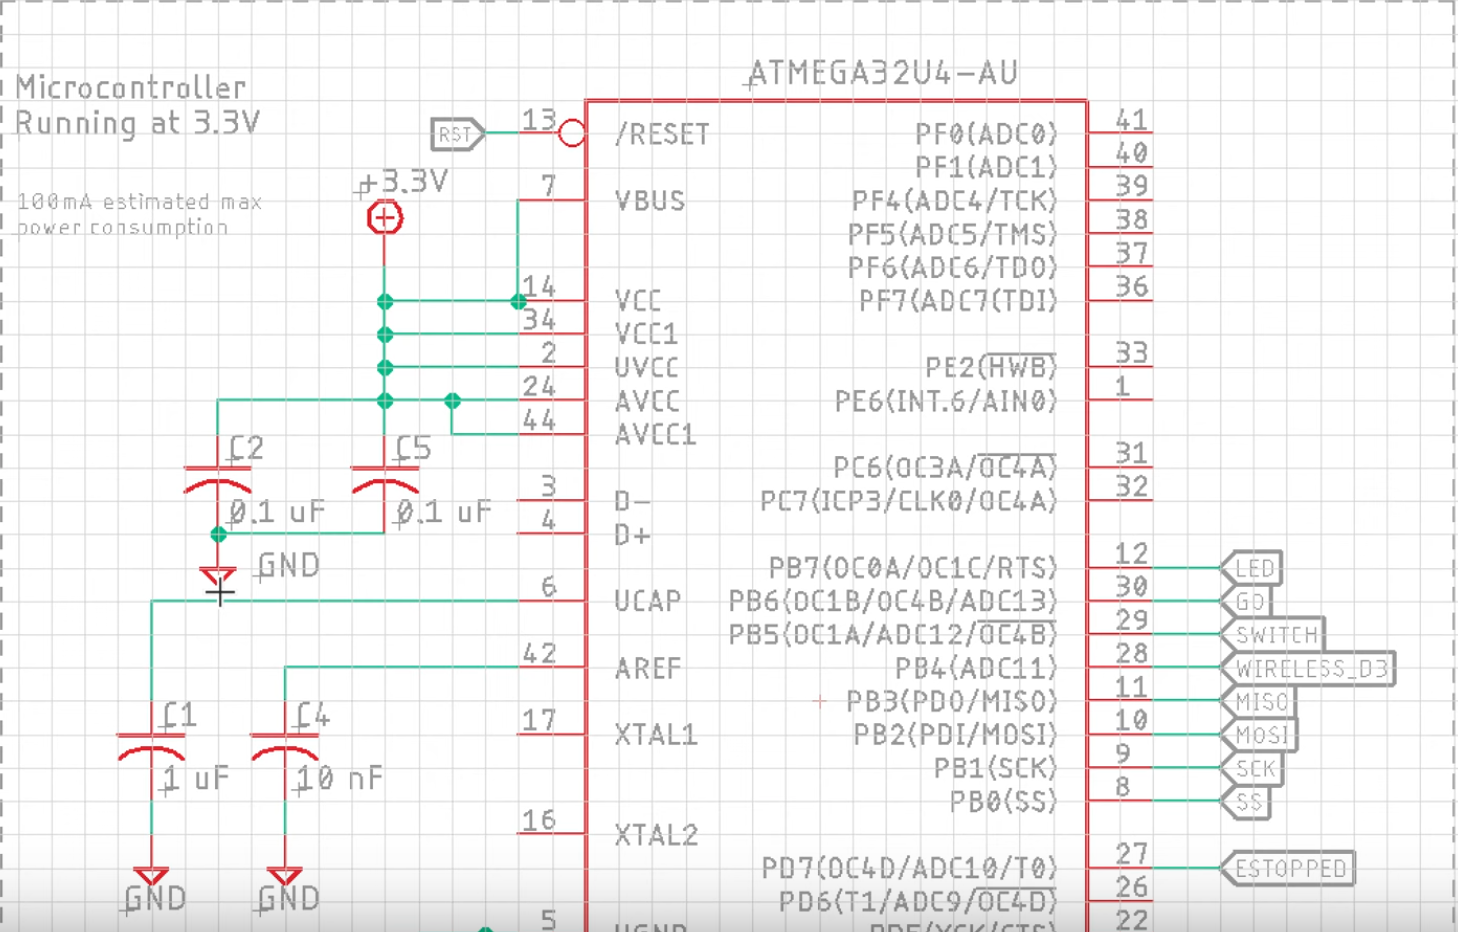 ATMEGA32U4-AU
Microcontroller
Running at 3.3V
100mA estimated max
power consumption
RST
13
/RESET
+3.3V
7
VBUS
14
VCC
34
VCC1
2
UVCC
24
AVCC
44
AVCC1
C2
0.1 uF
C5
0.1 uF
GND
3
D-
4
D+
6
UCAP
42
AREF
C1
1 uF
C4
10 nF
17
XTAL1
16
XTAL2
GND
GND
5
UGND
PF0(ADC0)
41
PF1(ADC1)
40
PF4(ADC4/TCK)
39
PF5(ADC5/TMS)
38
PF6(ADC6/TDO)
37
PF7(ADC7(TDI)
36
PE2(HWB)
33
PE6(INT.6/AIN0)
1
PC6(OC3A/OC4A)
31
PC7(ICP3/CLK0/OC4A)
32
PB7(OC0A/OC1C/RTS)
12
LED
PB6(OC1B/OC4B/ADC13)
30
GO
PB5(OC1A/ADC12/OC4B)
29
SWITCH
PB4(ADC11)
28
WIRELESS_D3
PB3(PDO/MISO)
11
MISO
PB2(PDI/MOSI)
10
MOSI
PB1(SCK)
9
SCK
PB0(SS)
8
SS
PD7(OC4D/ADC10/T0)
27
ESTOPPED
PD6(T1/ADC9/OC4D)
26
PD5(XCK/CTS)
22